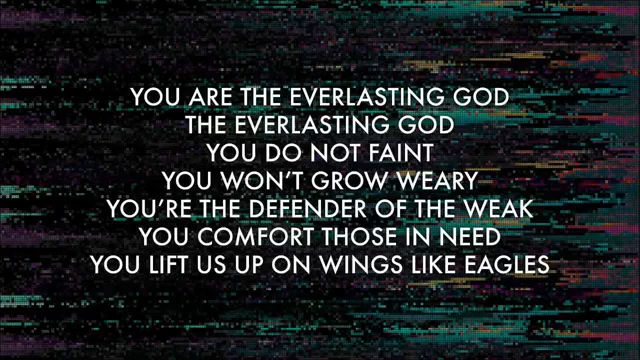 YOU ARE THE EVERLASTING GOD
THE EVERLASTING GOD
YOU DO NOT FAINT
YOU WON'T GROW WEARY
YOU'RE THE DEFENDER OF THE WEAK
YOU COMFORT THOSE IN NEED
YOU LIFT US UP ON WINGS LIKE EAGLES